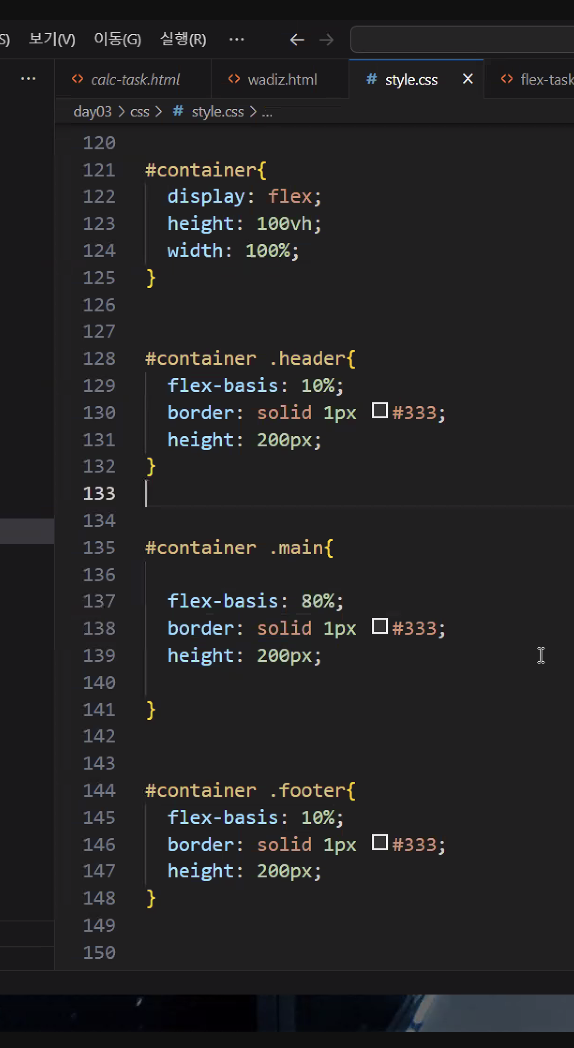 S) 보기(V) 이동(G) 실행(R) ...
... calc-task.html wadiz.html # style.css × flex-task
day03 > css > # style.css > ...
120
121 #container{
122 display: flex;
123 height: 100vh;
124 width: 100%;
125 }
126
127
128 #container .header{
129 flex-basis: 10%;
130 border: solid 1px #333;
131 height: 200px;
132 }
133
134
135 #container .main{
136
137 flex-basis: 80%;
138 border: solid 1px #333;
139 height: 200px;
140
141 }
142
143
144 #container .footer{
145 flex-basis: 10%;
146 border: solid 1px #333;
147 height: 200px;
148 }
149
150